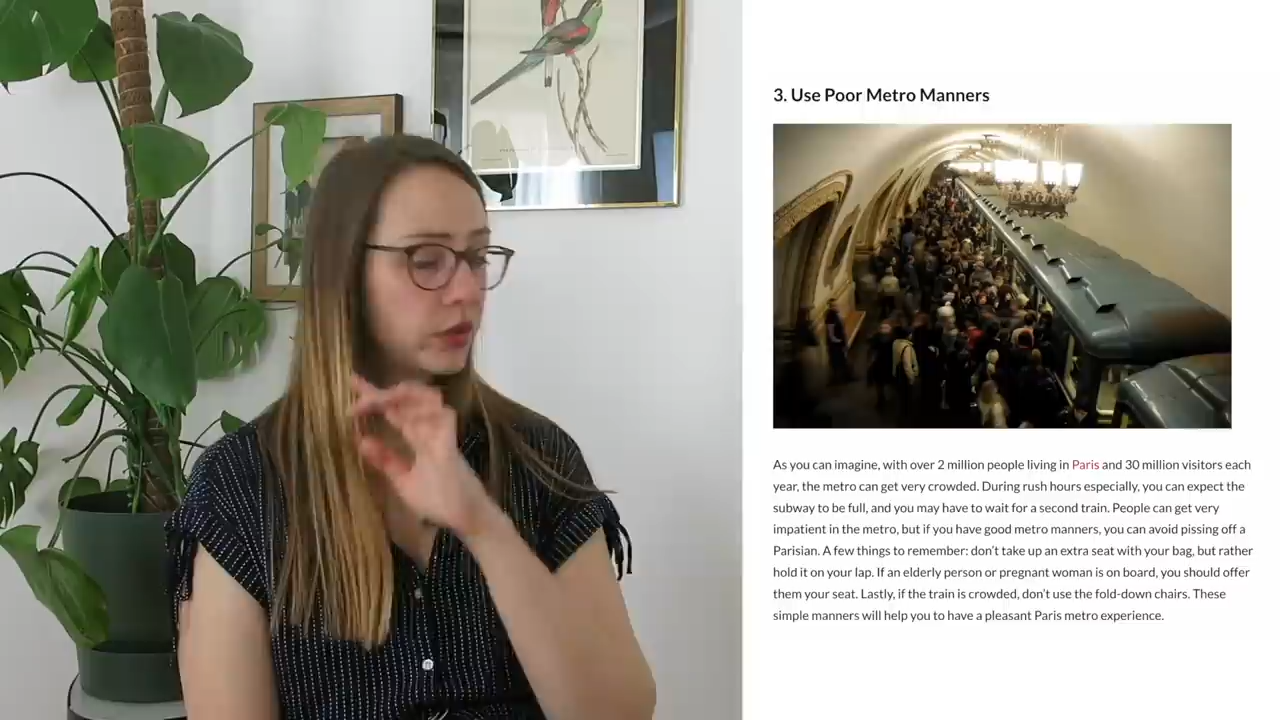 3. Use Poor Metro Manners
As you can imagine, with over 2 million people living in Paris and 30 million visitors each
year, the metro can get very crowded. During rush hours especially, you can expect the
subway to be full, and you may have to wait for a second train. People can get very
impatient in the metro, but if you have good metro manners, you can avoid pissing off a
Parisian. A few things to remember: don't take up an extra seat with your bag, but rather
hold it on your lap. If an elderly person or pregnant woman is on board, you should offer
them your seat. Lastly, if the train is crowded, don't use the fold-down chairs. These
simple manners will help you to have a pleasant Paris metro experience.